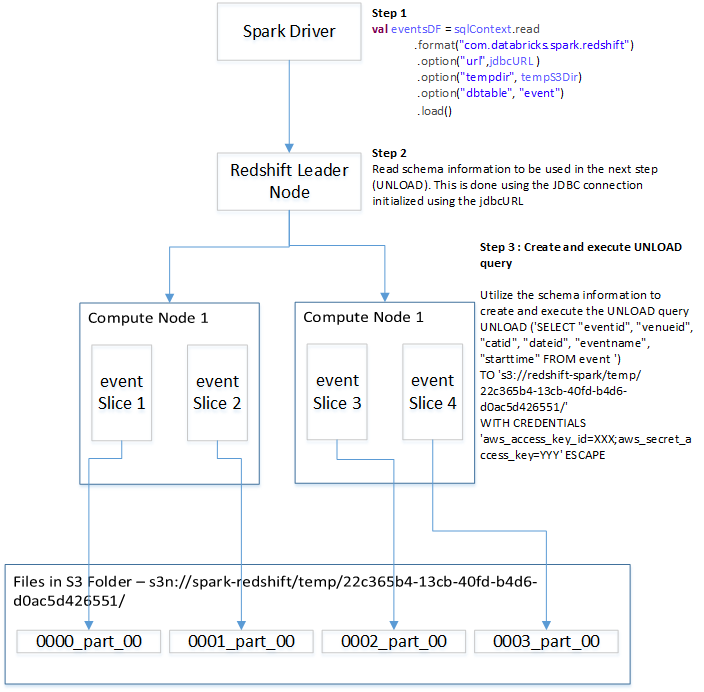 Spark Driver
Step 1
val eventsDF = sqlContext.read
.format("com.databricks.spark.redshift")
.option("url",jdbcURL )
.option("tempdir", tempS3Dir)
.option("dbtable", "event")
.load()
Redshift Leader
Node
Step 2
Read schema information to be used in the next step
(UNLOAD). This is done using the JDBC connection
initialized using the jdbcURL
Step 3 : Create and execute UNLOAD
query
Utilize the schema information to
create and execute the UNLOAD query
UNLOAD ('SELECT "eventid", "venueid",
"catid", "dateid", "eventname",
"starttime" FROM event ')
TO 's3://redshift-spark/temp/
22c365b4-13cb-40fd-b4d6-
d0ac5d426551/'
WITH CREDENTIALS
'aws_access_key_id=XXX;aws_secret_a
ccess_key=YYY' ESCAPE
Compute Node 1
event
Slice 1
event
Slice 2
Compute Node 1
event
Slice 3
event
Slice 4
Files in S3 Folder – s3n://spark-redshift/temp/22c365b4-13cb-40fd-b4d6-
d0ac5d426551/
0000_part_00
0001_part_00
0002_part_00
0003_part_00